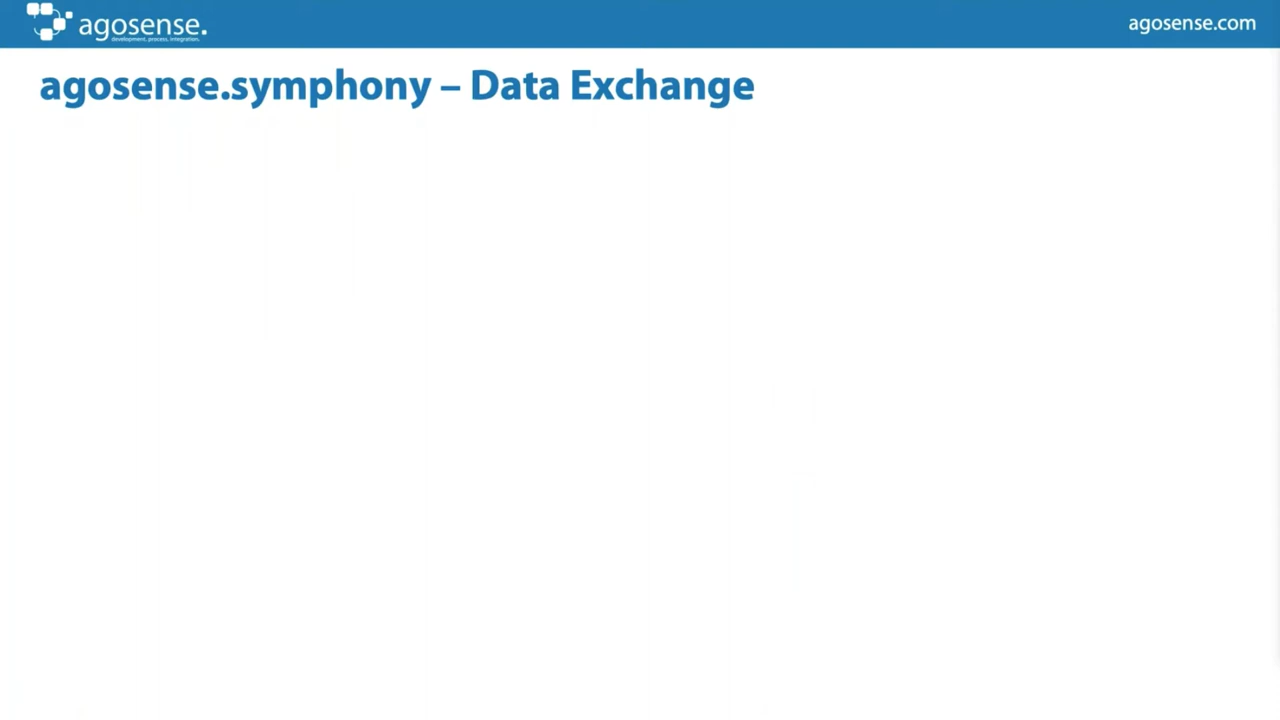 agosense.
development, process, integration.
agosense.com
agosense.symphony – Data Exchange